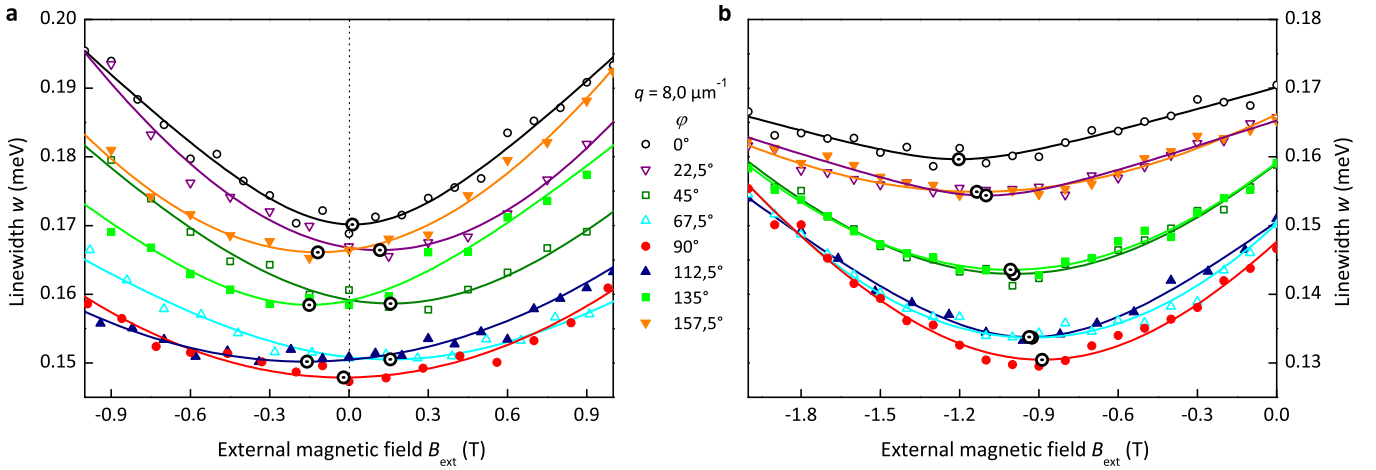 a
0.20
0.19
0.18
0.17
0.16
0.15
Linewidth w (meV)
-0.9 -0.6 -0.3 0.0 0.3 0.6 0.9
External magnetic field Bext (T)
q = 8,0 µm-1
φ
0°
22,5°
45°
67,5°
90°
112,5°
135°
157,5°
b
0.18
0.17
0.16
0.15
0.14
0.13
Linewidth w (meV)
-1.8 -1.5 -1.2 -0.9 -0.6 -0.3 0.0
External magnetic field Bext (T)